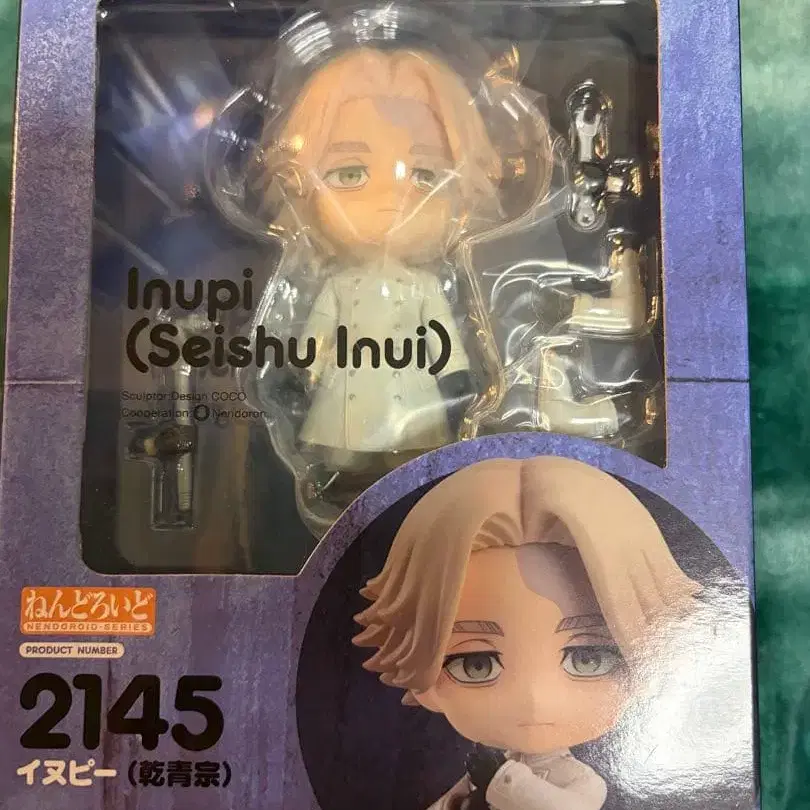 Inupi
(Seishu Inui)
Sculptor:Design COCO
Cooperation: Nendoron
ねんどろいど
NENDOROID-SERIES
PRODUCT NUMBER
2145
イヌピー(乾青宗)